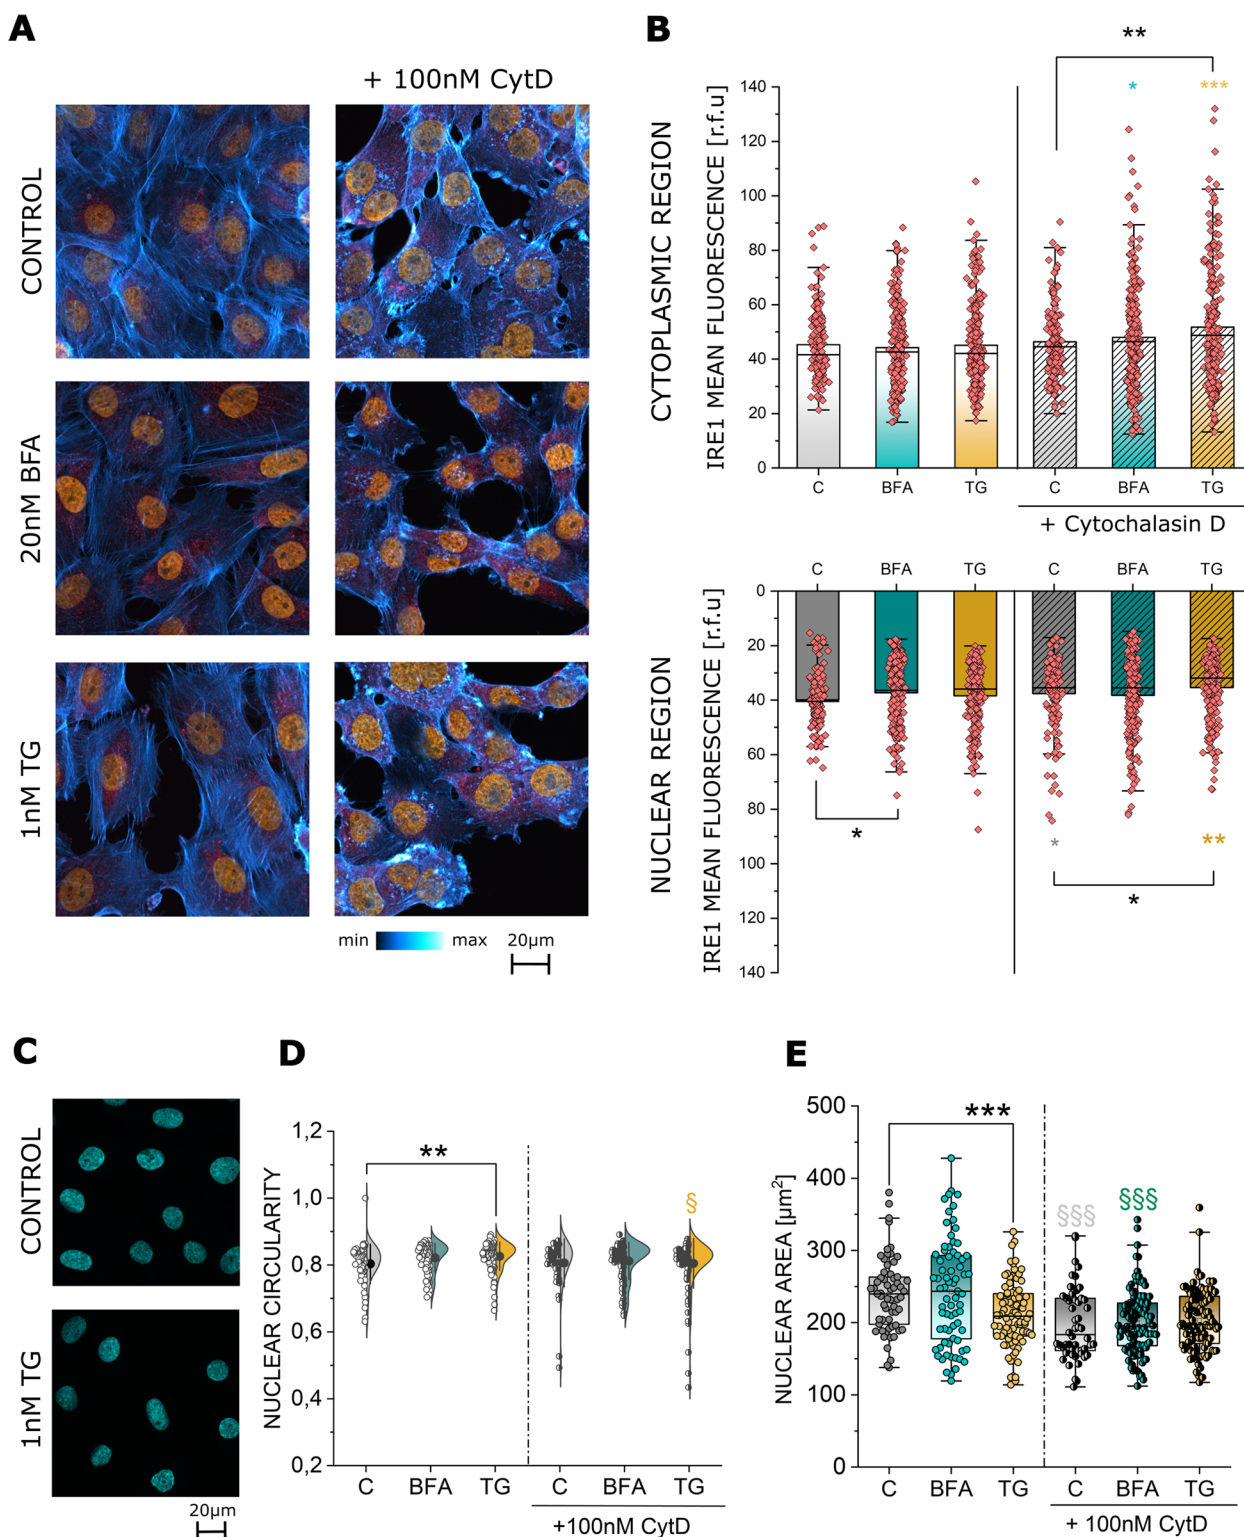 A
+ 100nM CytD
CONTROL
20nM BFA
1nM TG
min max 20µm
B
**
* ***
CYTOPLASMIC REGION
IRE1 MEAN FLUORESCENCE [r.f.u]
140
120
100
80
60
40
20
0
C BFA TG C BFA TG
+ Cytochalasin D
C BFA TG C BFA TG
NUCLEAR REGION
IRE1 MEAN FLUORESCENCE [r.f.u]
0
20
40
60
80
100
120
140
*
* **
*
C
CONTROL
1nM TG
20µm
D
NUCLEAR CIRCULARITY
1,2
1,0
0,8
0,6
0,4
0,2
**
§
C BFA TG C BFA TG
+100nM CytD
E
NUCLEAR AREA [µm²]
500
400
300
200
100
0
***
§§§ §§§
C BFA TG C BFA TG
+ 100nM CytD